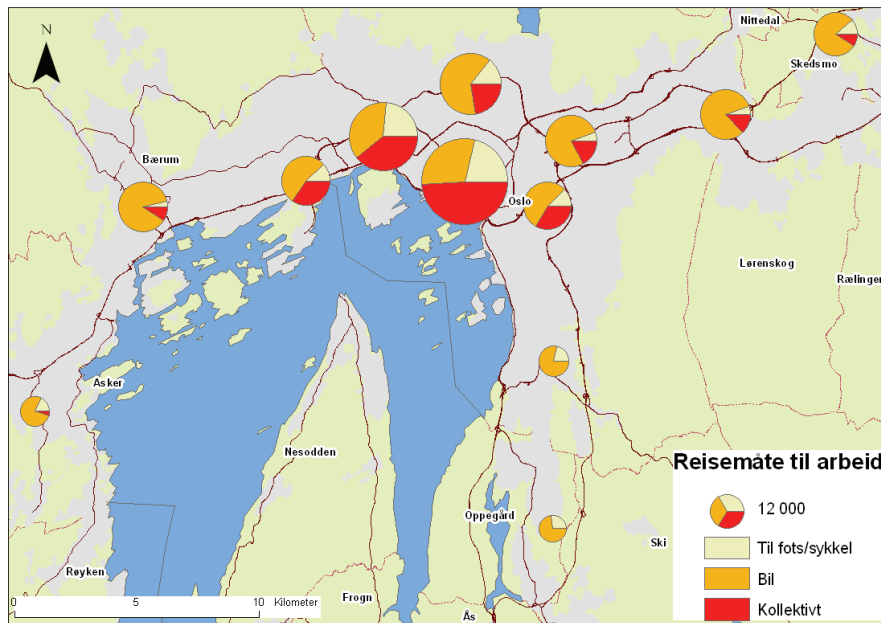 N
Nittedal
Skedsmo
Bærum
Oslo
Lørenskog
Rælingen
Asker
Nesodden
Oppegård
Ski
Røyken
Frogn
Ås
0 5 10 Kilometer
Reisemåte til arbeid
12 000
Til fots/sykkel
Bil
Kollektivt